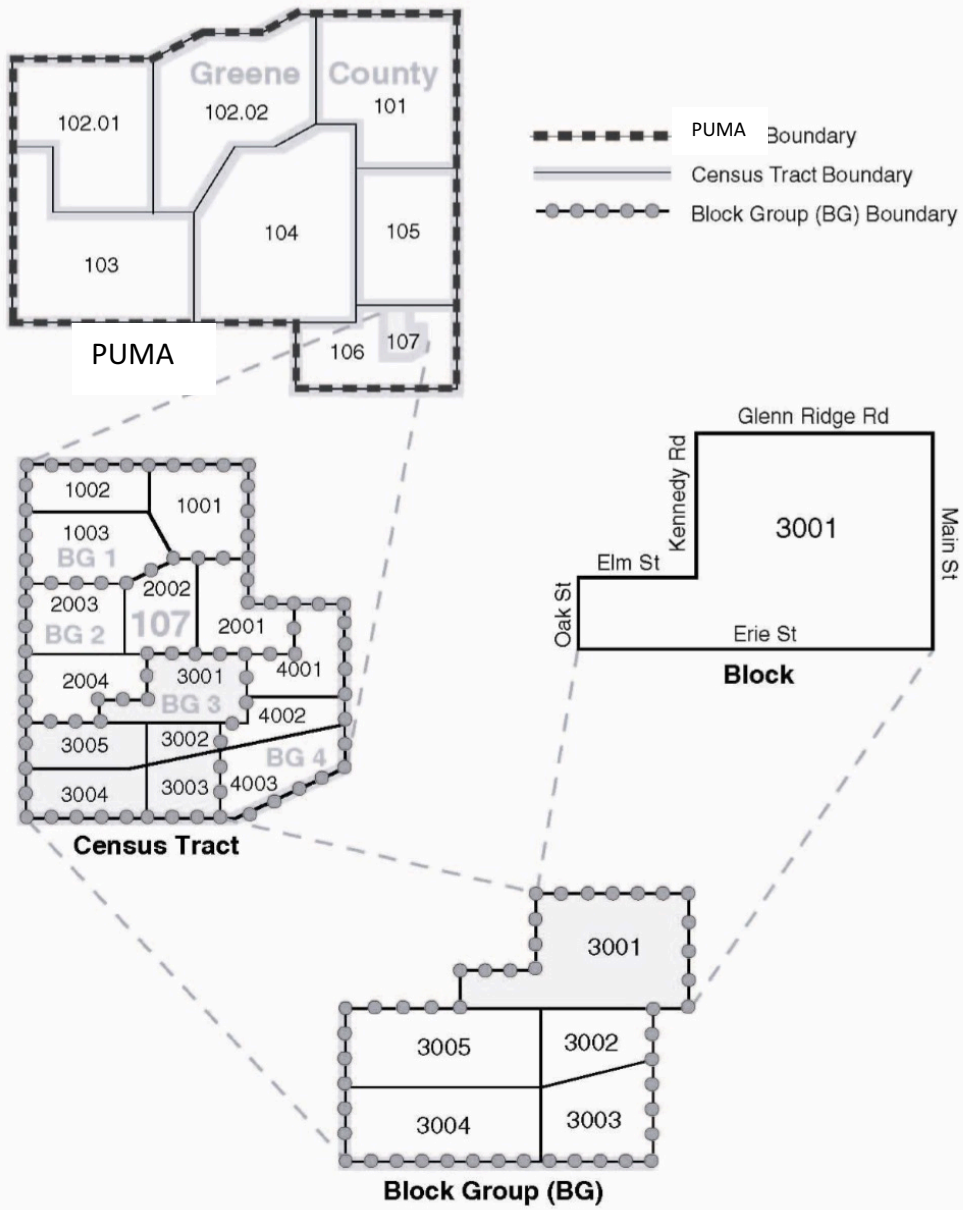 Greene County
102.01
102.02
101
103
104
105
106
107
PUMA
PUMA Boundary
Census Tract Boundary
Block Group (BG) Boundary
1002
1001
1003
BG 1
2003
2002
BG 2
107
2001
2004
3001
4001
BG 3
4002
3005
3002
BG 4
3004
3003
4003
Census Tract
Glenn Ridge Rd
Kennedy Rd
3001
Main St
Elm St
Oak St
Erie St
Block
3001
3005
3002
3004
3003
Block Group (BG)